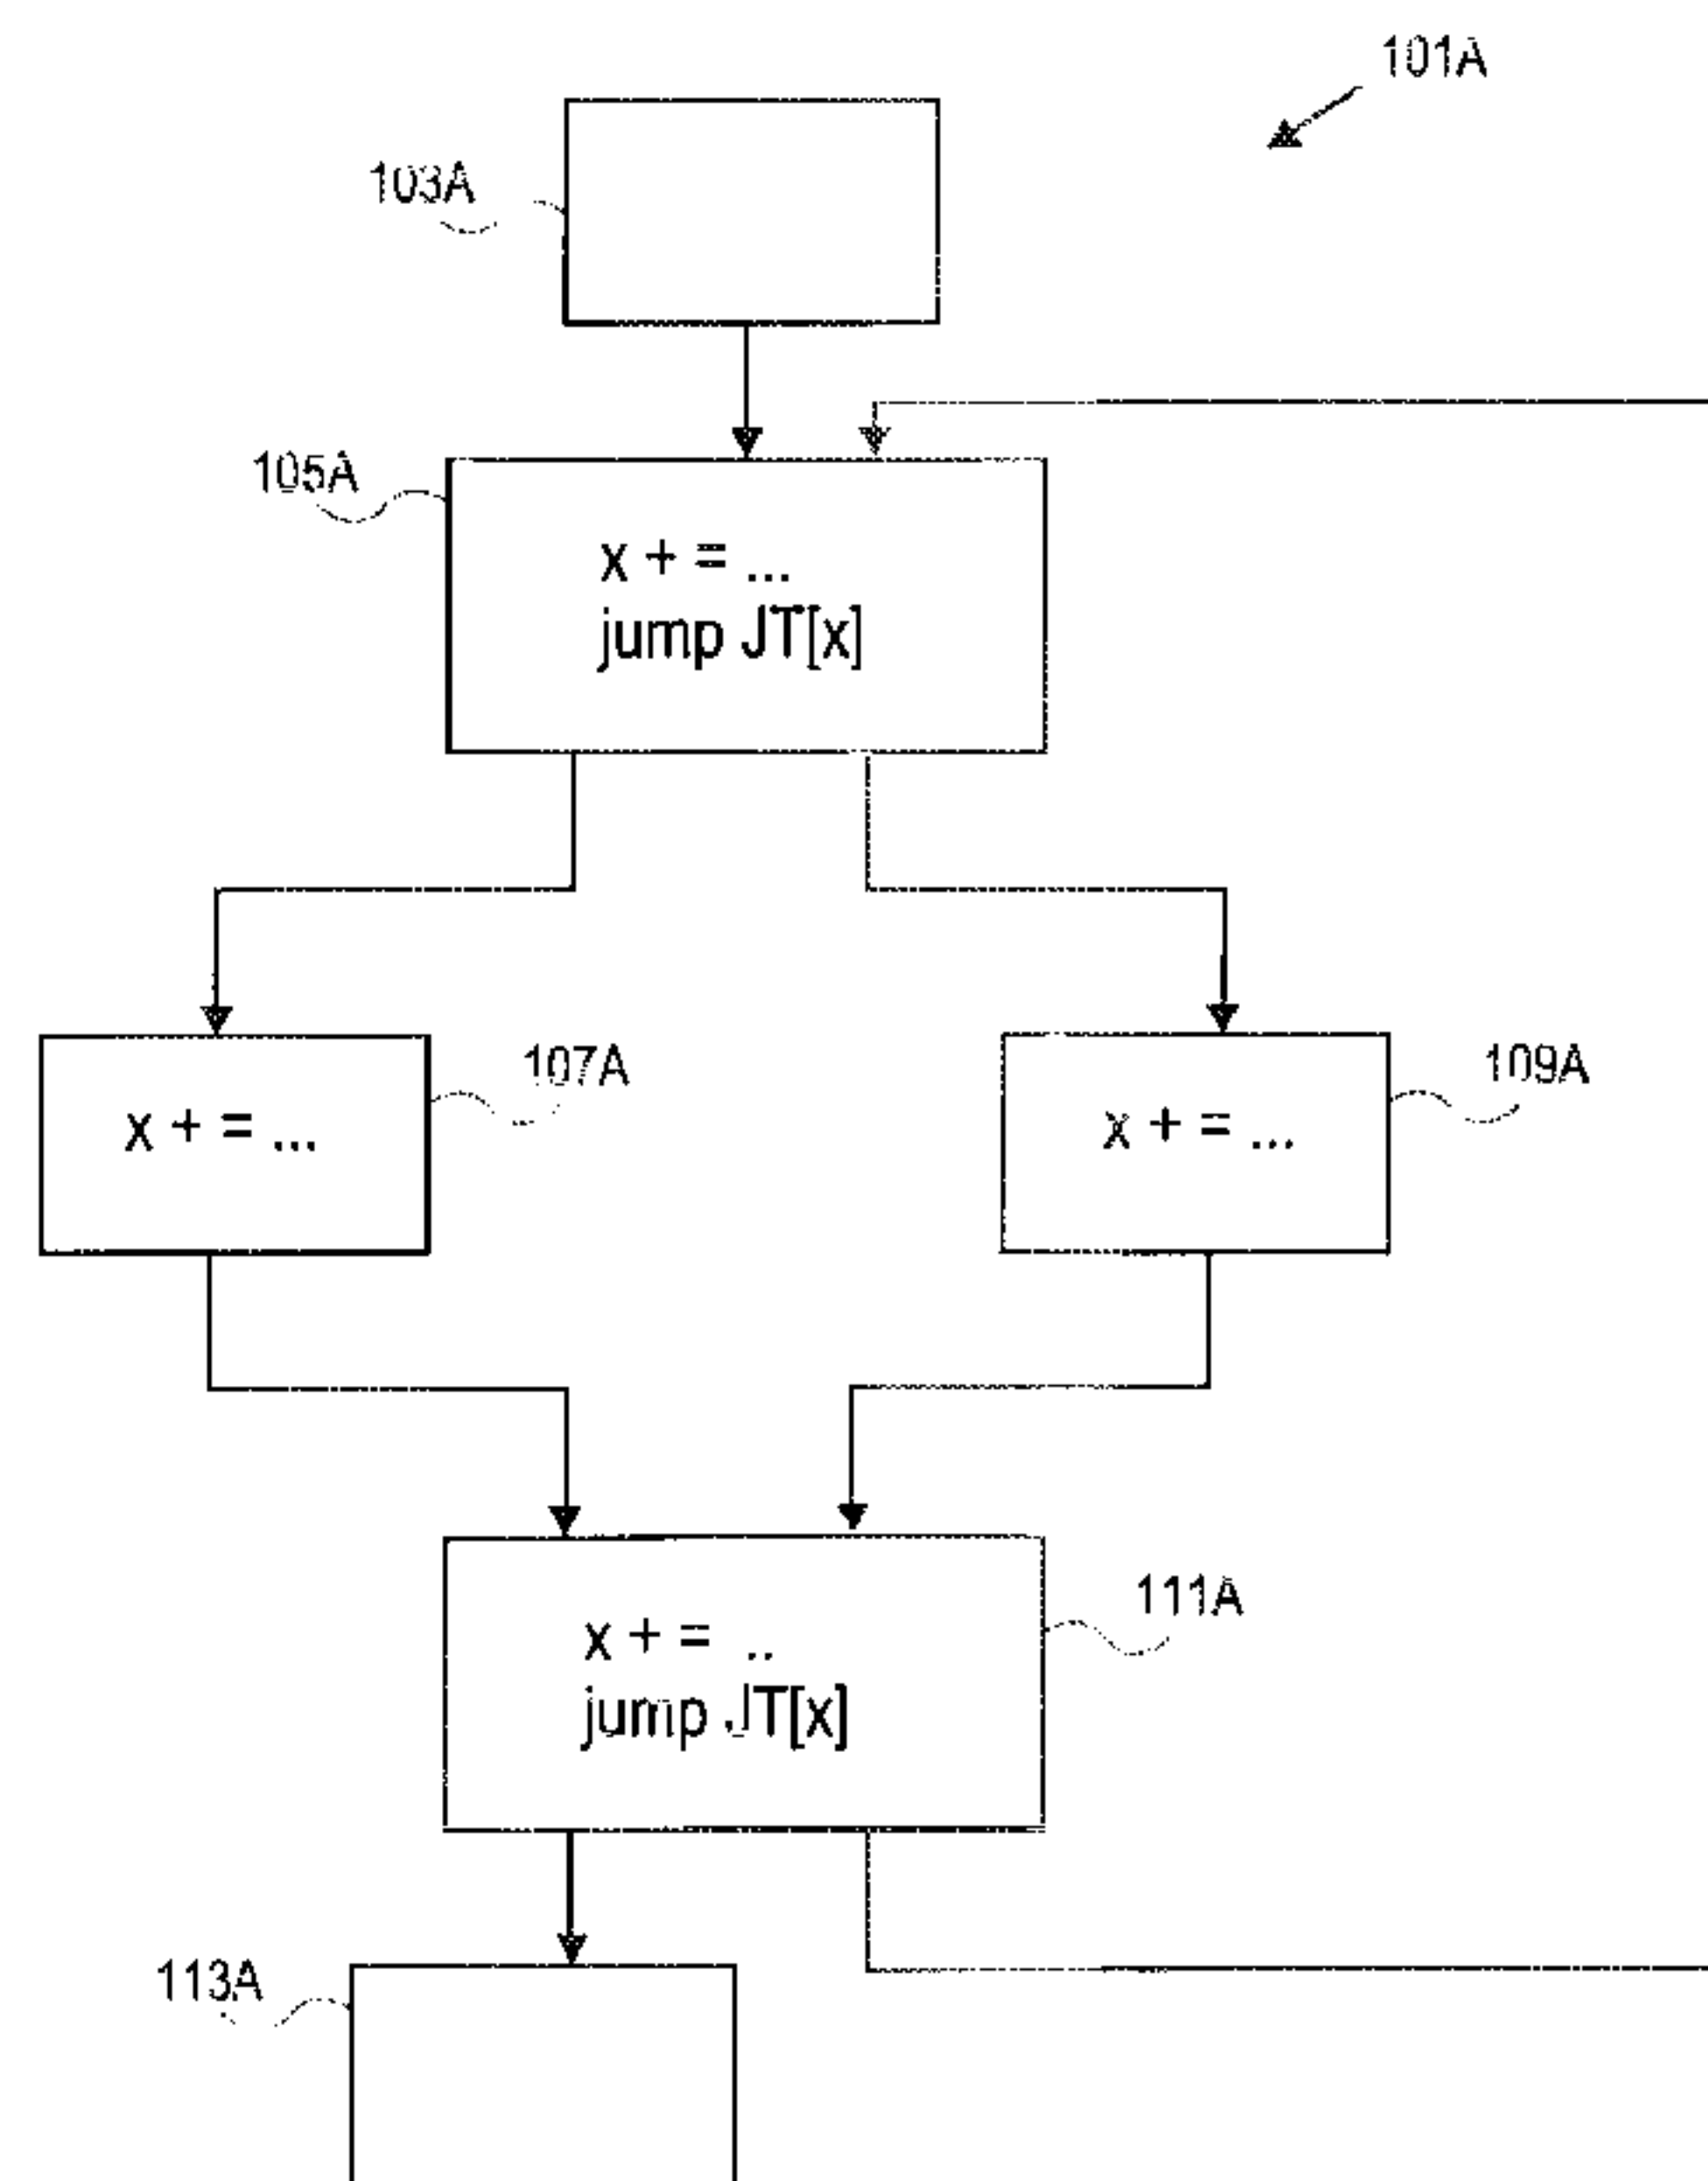 101A
103A
105A
x + = ...
jump JT[x]
107A
109A
x + = ...
x + = ...
111A
x + = ..
jump JT[x]
113A